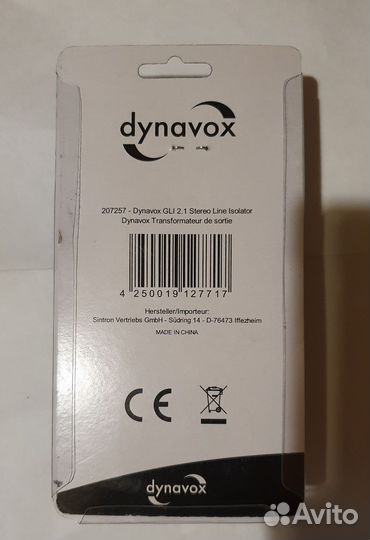 dynavox
207257 - Dynavox GLI 2.1 Stereo Line Isolator
Dynavox Transformateur de sortie
4 250019 127717
Hersteller/Importeur:
Sintron Vertriebs GmbH - Südring 14 - D-76473 Iffezheim
MADE IN CHINA
CE
dynavox
Avito